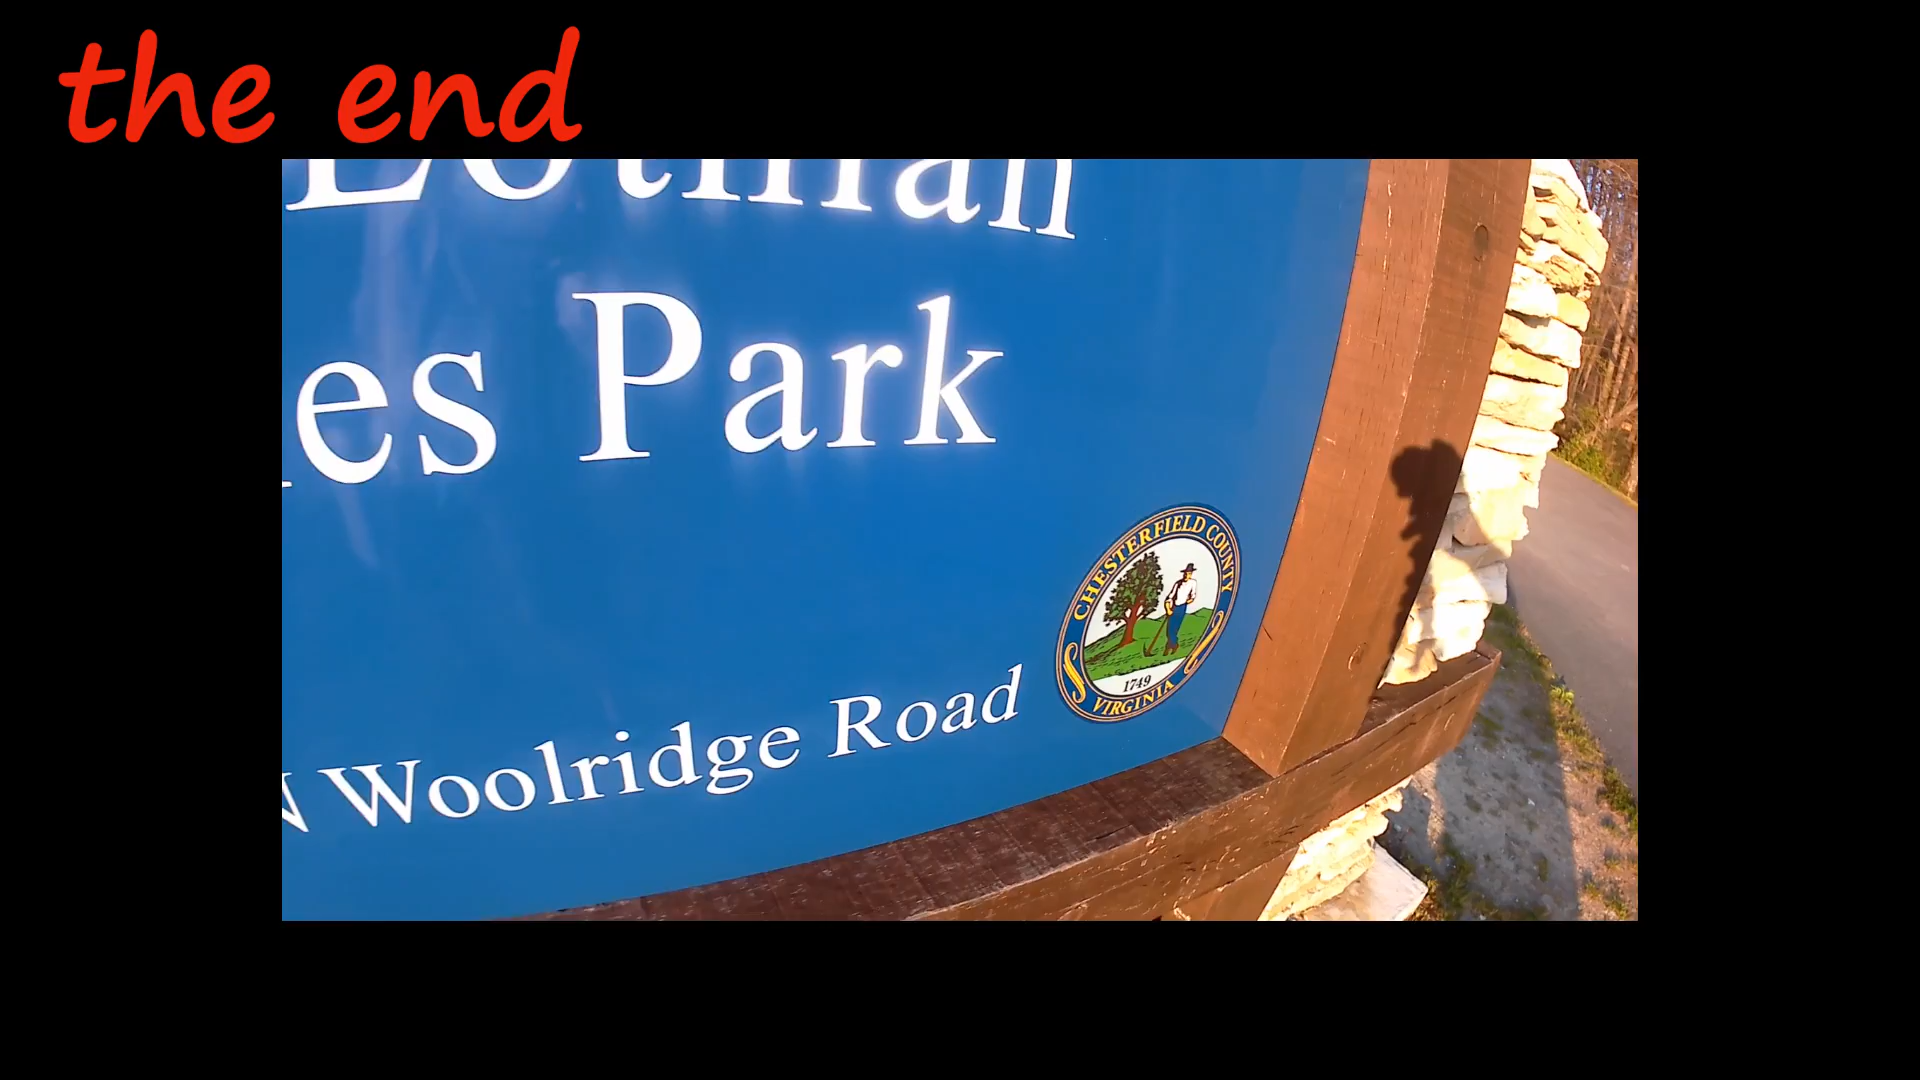 the end
es Park
Woolridge Road
CHESTERFIELD COUNTY
1749
VIRGINIA